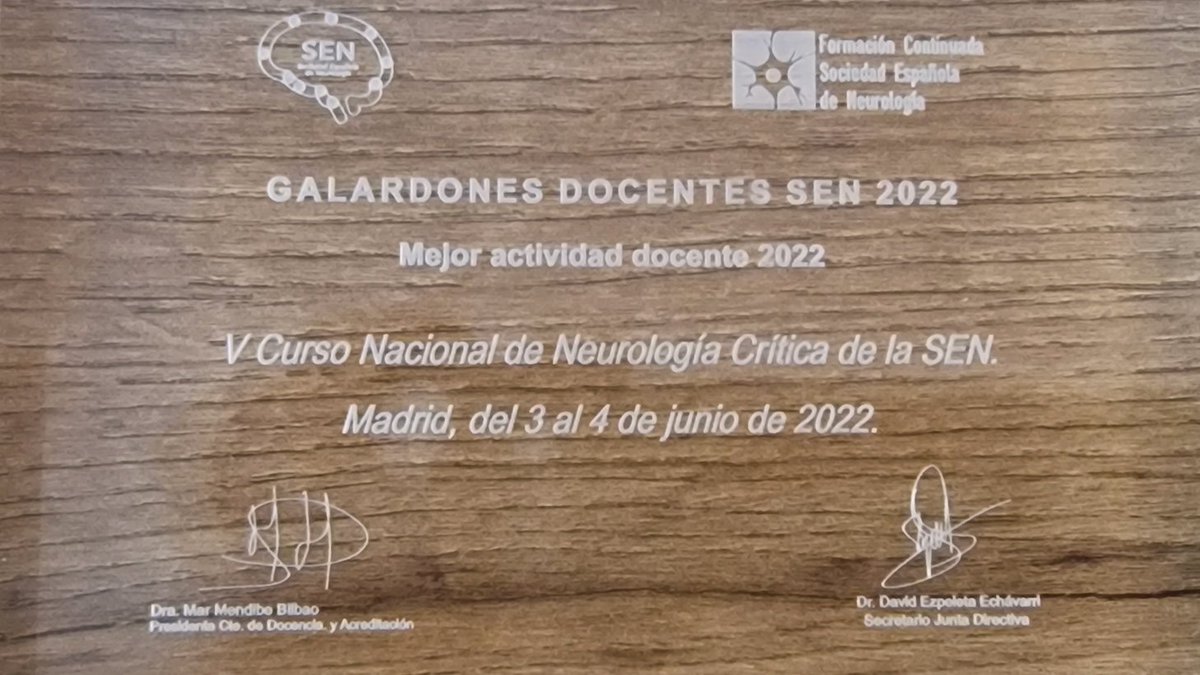 SEN
Formación Continuada
Sociedad Española
de Neurología
GALARDONES DOCENTES SEN 2022
Mejor actividad docente 2022
V Curso Nacional de Neurología Crítica de la SEN.
Madrid, del 3 al 4 de junio de 2022.
Dra. Mar Mendibe Bilbao
Presidenta Cte. de Docencia. y Acreditación
Dr. David Ezpeleta Echávarri
Secretario Junta Directiva